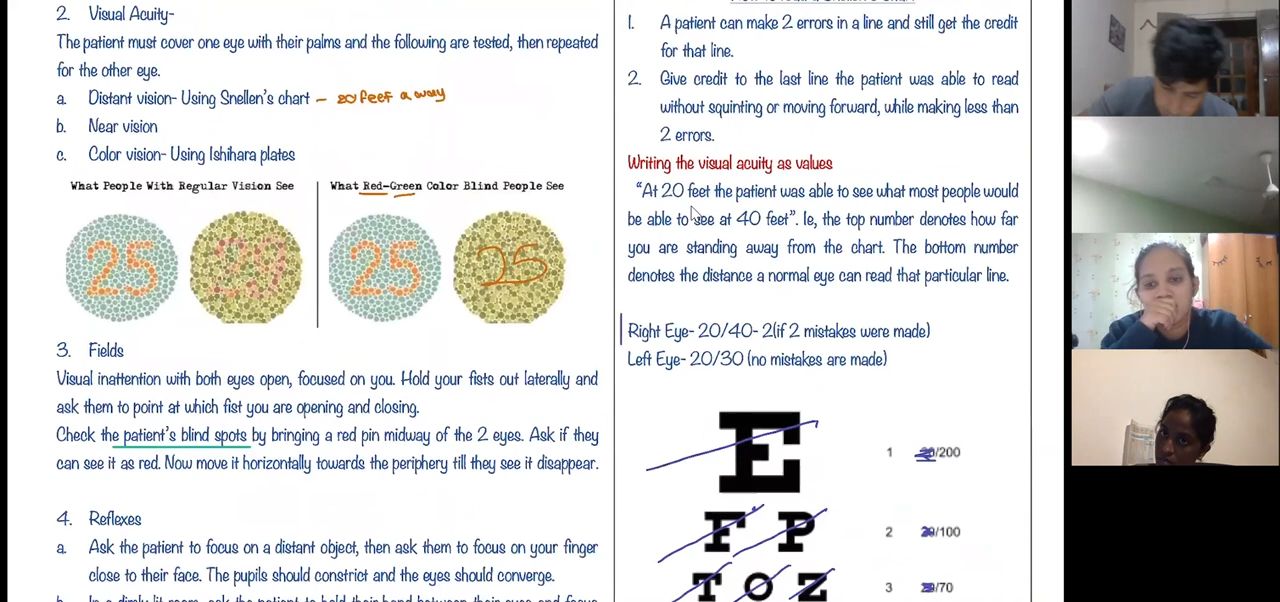 2. Visual Acuity-
The patient must cover one eye with their palms and the following are tested, then repeated
for the other eye.
a. Distant vision- Using Snellen's chart – 20 feet away
b. Near vision
c. Color vision- Using Ishihara plates
What People With Regular Vision See
What Red-Green Color Blind People See
25
29
25
25
3. Fields
Visual inattention with both eyes open, focused on you. Hold your fists out laterally and
ask them to point at which fist you are opening and closing.
Check the patient's blind spots by bringing a red pin midway of the 2 eyes. Ask if they
can see it as red. Now move it horizontally towards the periphery till they see it disappear.
4. Reflexes
a. Ask the patient to focus on a distant object, then ask them to focus on your finger
close to their face. The pupils should constrict and the eyes should converge.
1. A patient can make 2 errors in a line and still get the credit
for that line.
2. Give credit to the last line the patient was able to read
without squinting or moving forward, while making less than
2 errors.
Writing the visual acuity as values
"At 20 feet the patient was able to see what most people would
be able to see at 40 feet". Ie, the top number denotes how far
you are standing away from the chart. The bottom number
denotes the distance a normal eye can read that particular line.
Right Eye- 20/40- 2(if 2 mistakes were made)
Left Eye- 20/30 (no mistakes are made)
E 1 20/200
F P 2 20/100
T O Z 3 20/70